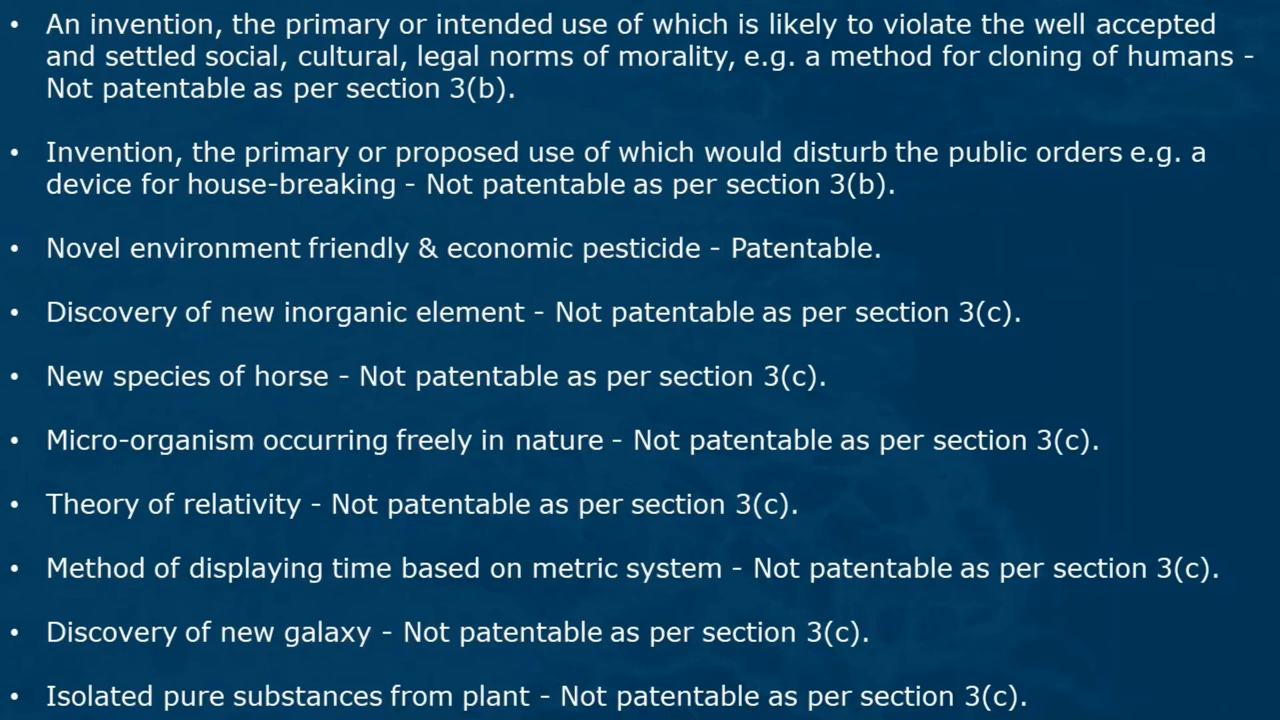 • An invention, the primary or intended use of which is likely to violate the well accepted
and settled social, cultural, legal norms of morality, e.g. a method for cloning of humans -
Not patentable as per section 3(b).
• Invention, the primary or proposed use of which would disturb the public orders e.g. a
device for house-breaking - Not patentable as per section 3(b).
• Novel environment friendly & economic pesticide - Patentable.
• Discovery of new inorganic element - Not patentable as per section 3(c).
• New species of horse - Not patentable as per section 3(c).
• Micro-organism occurring freely in nature - Not patentable as per section 3(c).
• Theory of relativity - Not patentable as per section 3(c).
• Method of displaying time based on metric system - Not patentable as per section 3(c).
• Discovery of new galaxy - Not patentable as per section 3(c).
• Isolated pure substances from plant - Not patentable as per section 3(c).